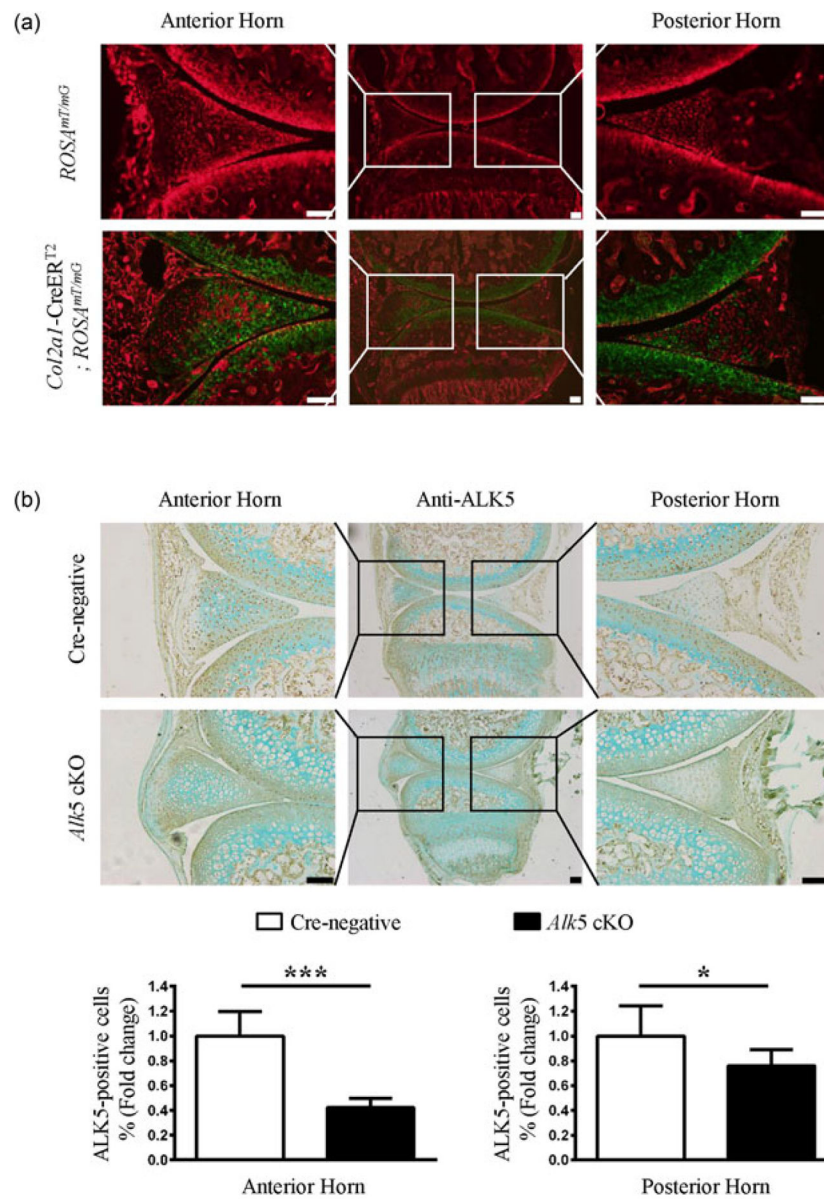 (a)
Anterior Horn
Posterior Horn
ROSAmT/mG
Col2a1-CreERT2
; ROSAmT/mG
(b)
Anterior Horn
Anti-ALK5
Posterior Horn
Cre-negative
Alk5 cKO
Cre-negative
Alk5 cKO
ALK5-positive cells
% (Fold change)
1.4
1.2
1.0
0.8
0.6
0.4
0.2
0.0
***
Anterior Horn
ALK5-positive cells
% (Fold change)
1.4
1.2
1.0
0.8
0.6
0.4
0.2
0.0
*
Posterior Horn